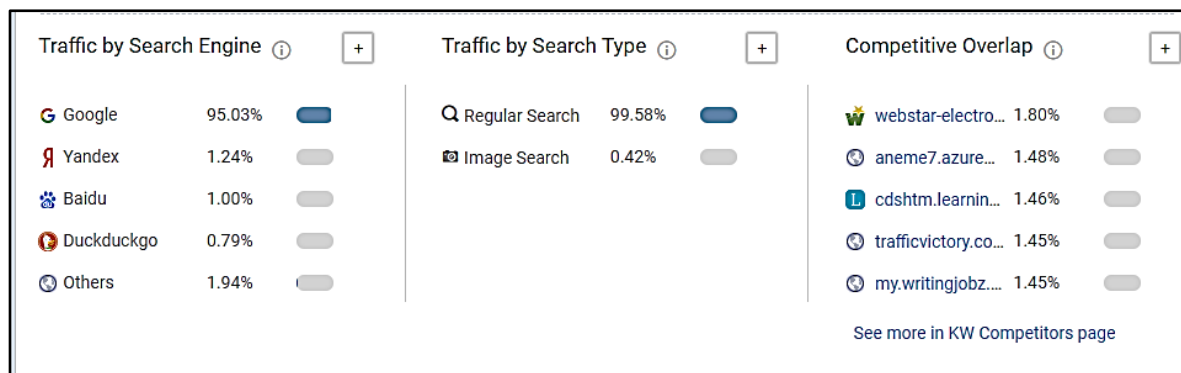 Traffic by Search Engine
Google 95.03%
Yandex 1.24%
Baidu 1.00%
Duckduckgo 0.79%
Others 1.94%
Traffic by Search Type
Regular Search 99.58%
Image Search 0.42%
Competitive Overlap
webstar-electro... 1.80%
aneme7.azure... 1.48%
cdshtm.learnin... 1.46%
trafficvictory.co... 1.45%
my.writingjobz.... 1.45%
See more in KW Competitors page